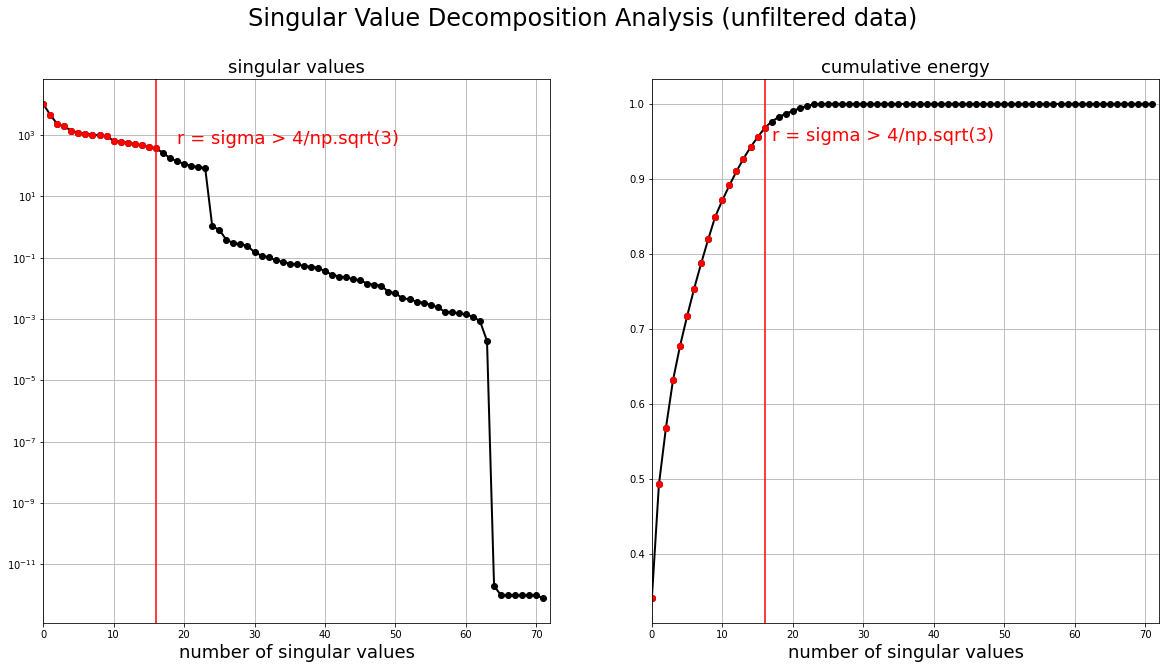 Singular Value Decomposition Analysis (unfiltered data)
singular values
r = sigma > 4/np.sqrt(3)
10³
10¹
10⁻¹
10⁻³
10⁻⁵
10⁻⁷
10⁻⁹
10⁻¹¹
0 10 20 30 40 50 60 70
number of singular values
cumulative energy
r = sigma > 4/np.sqrt(3)
1.0
0.9
0.8
0.7
0.6
0.5
0.4
0 10 20 30 40 50 60 70
number of singular values